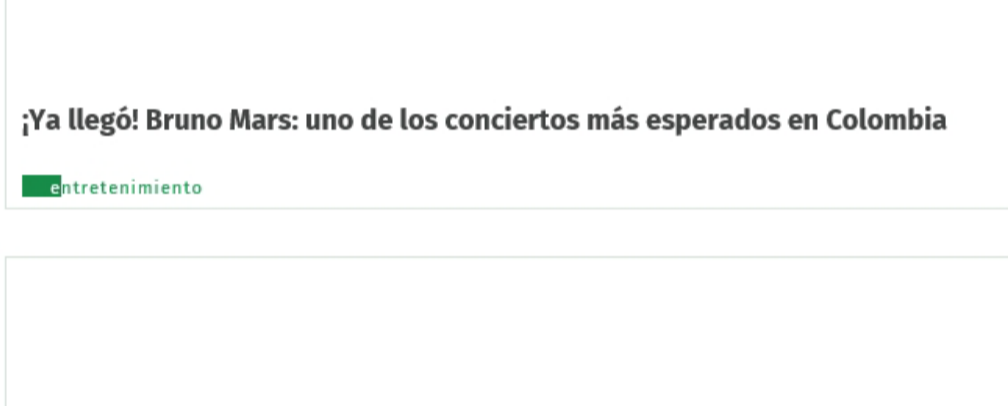 ¡Ya llegó! Bruno Mars: uno de los conciertos más esperados en Colombia
entretenimiento